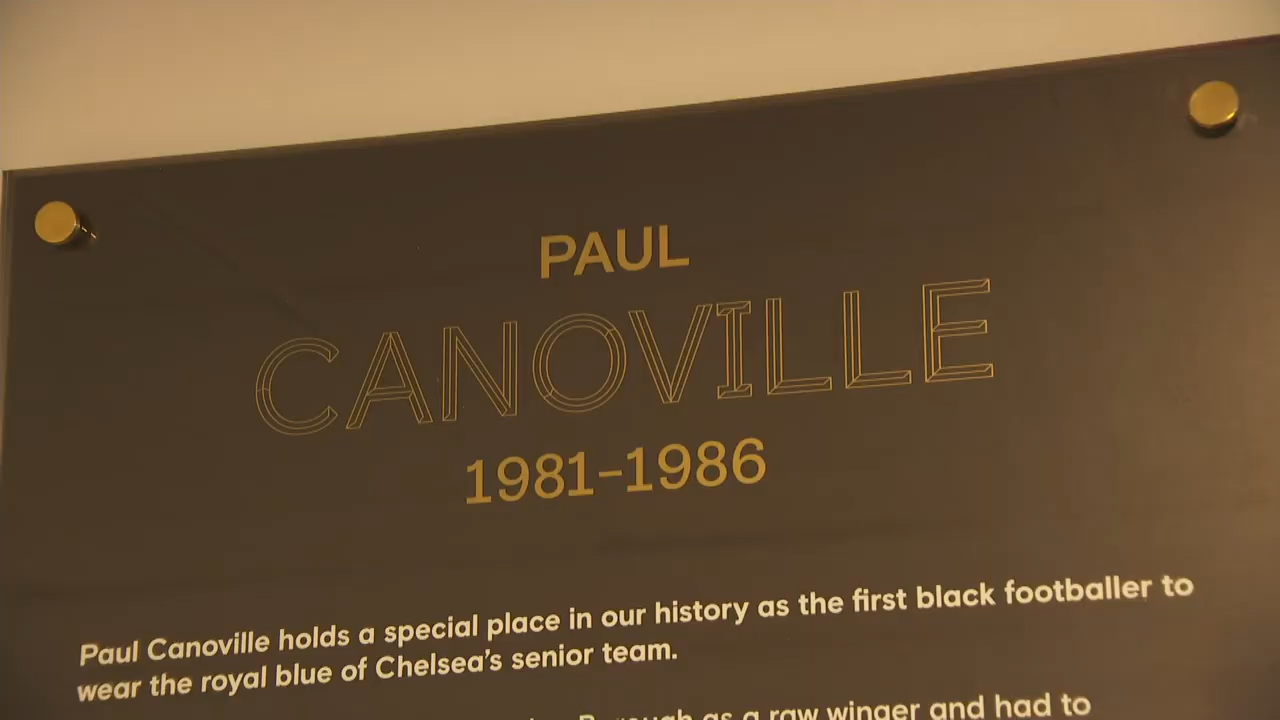 PAUL
CANOVILLE
1981–1986
Paul Canoville holds a special place in our history as the first black footballer to
wear the royal blue of Chelsea's senior team.
as a raw winger and had to